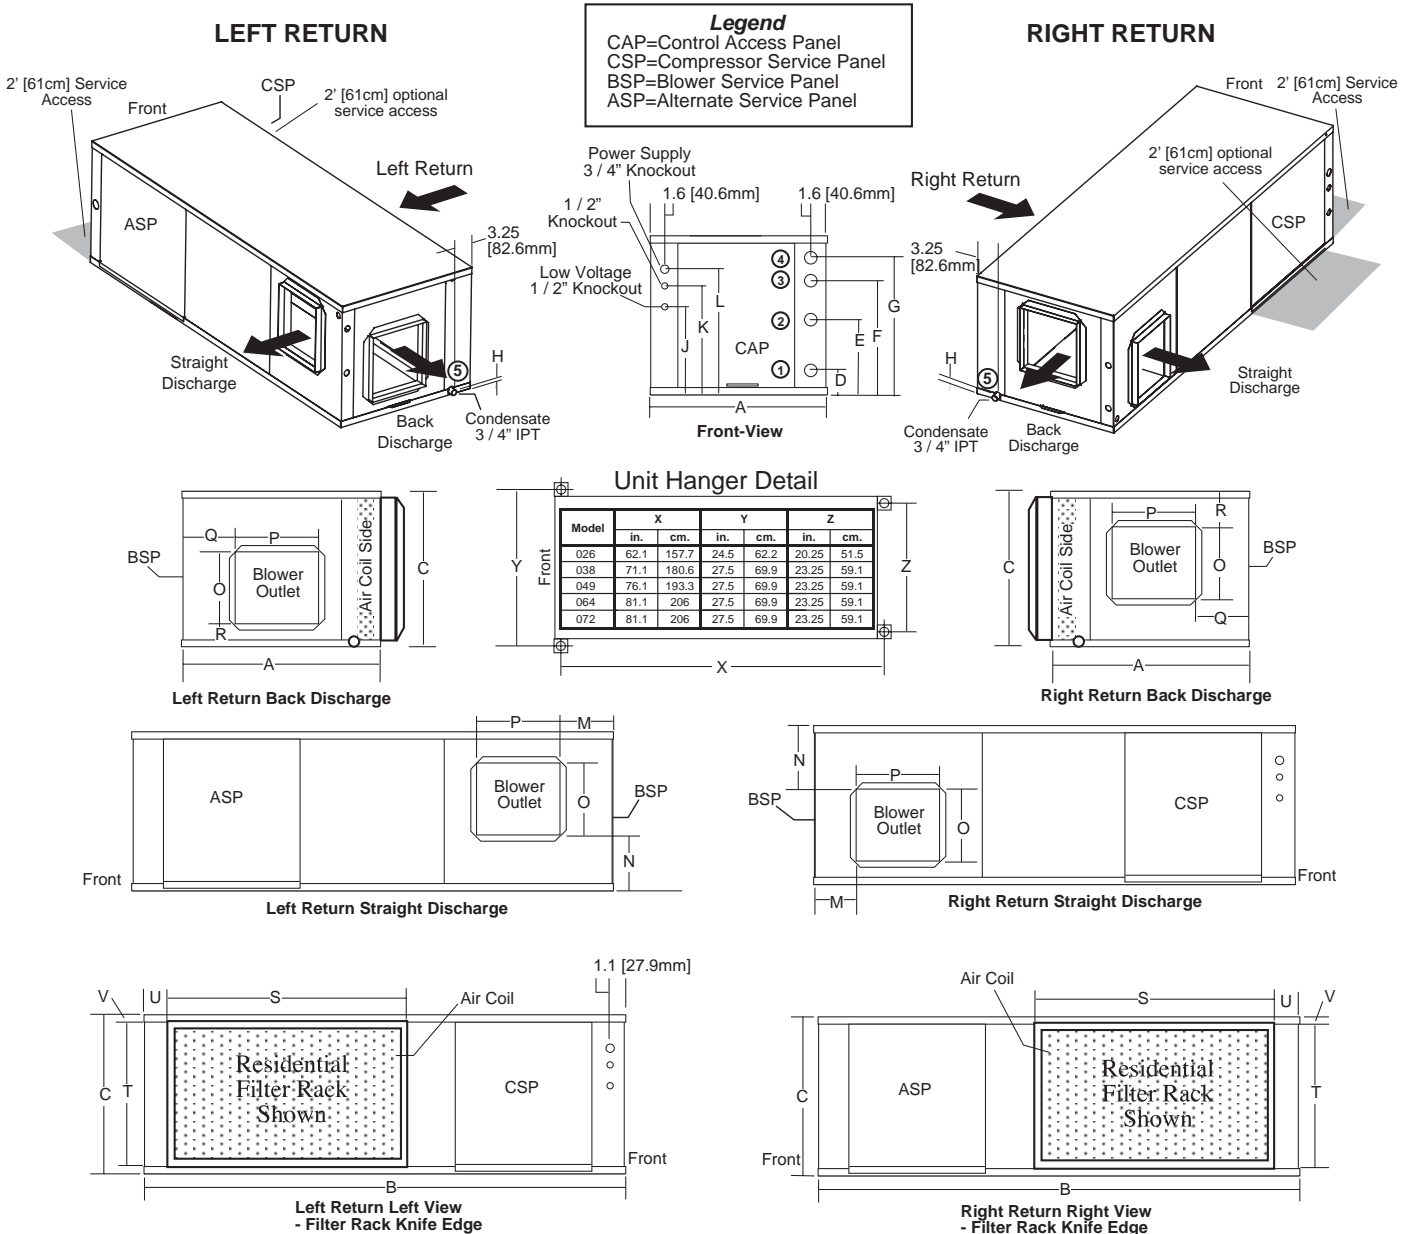 LEFT RETURN
Legend
CAP=Control Access Panel
CSP=Compressor Service Panel
BSP=Blower Service Panel
ASP=Alternate Service Panel
RIGHT RETURN
2' [61cm] Service
Access
Front
CSP
2' [61cm] optional
service access
Left Return
ASP
3.25
[82.6mm]
Straight
Discharge
5
H
Back
Discharge
Condensate
3 / 4” IPT
Power Supply
3 / 4” Knockout
1 / 2”
Knockout
Low Voltage
1 / 2” Knockout
1.6 [40.6mm]
1.6 [40.6mm]
4
3
2
1
L
K
J
CAP
G
F
E
D
A
Front-View
Front
2' [61cm] Service
Access
2' [61cm] optional
service access
Right Return
CSP
3.25
[82.6mm]
H
5
Straight
Discharge
Condensate
3 / 4” IPT
Back
Discharge
BSP
Q
P
Blower
Outlet
O
R
Air Coil Side
C
A
Left Return Back Discharge
Unit Hanger Detail
Y
Front
Model X Y Z
in. cm. in. cm. in. cm.
026 62.1 157.7 24.5 62.2 20.25 51.5
038 71.1 180.6 27.5 69.9 23.25 59.1
049 76.1 193.3 27.5 69.9 23.25 59.1
064 81.1 206 27.5 69.9 23.25 59.1
072 81.1 206 27.5 69.9 23.25 59.1
Z
X
C
Air Coil Side
P
R
Blower
Outlet
O
BSP
Q
A
Right Return Back Discharge
P
M
ASP
Blower
Outlet
O
BSP
N
Front
Left Return Straight Discharge
N
P
BSP
Blower
Outlet
O
CSP
M
Front
Right Return Straight Discharge
1.1 [27.9mm]
V
U
S
Air Coil
C
T
Residential
Filter Rack
Shown
CSP
Front
B
Left Return Left View
- Filter Rack Knife Edge
Air Coil
S
U
V
C
ASP
Residential
Filter Rack
Shown
T
Front
B
Right Return Right View
- Filter Rack Knife Edge